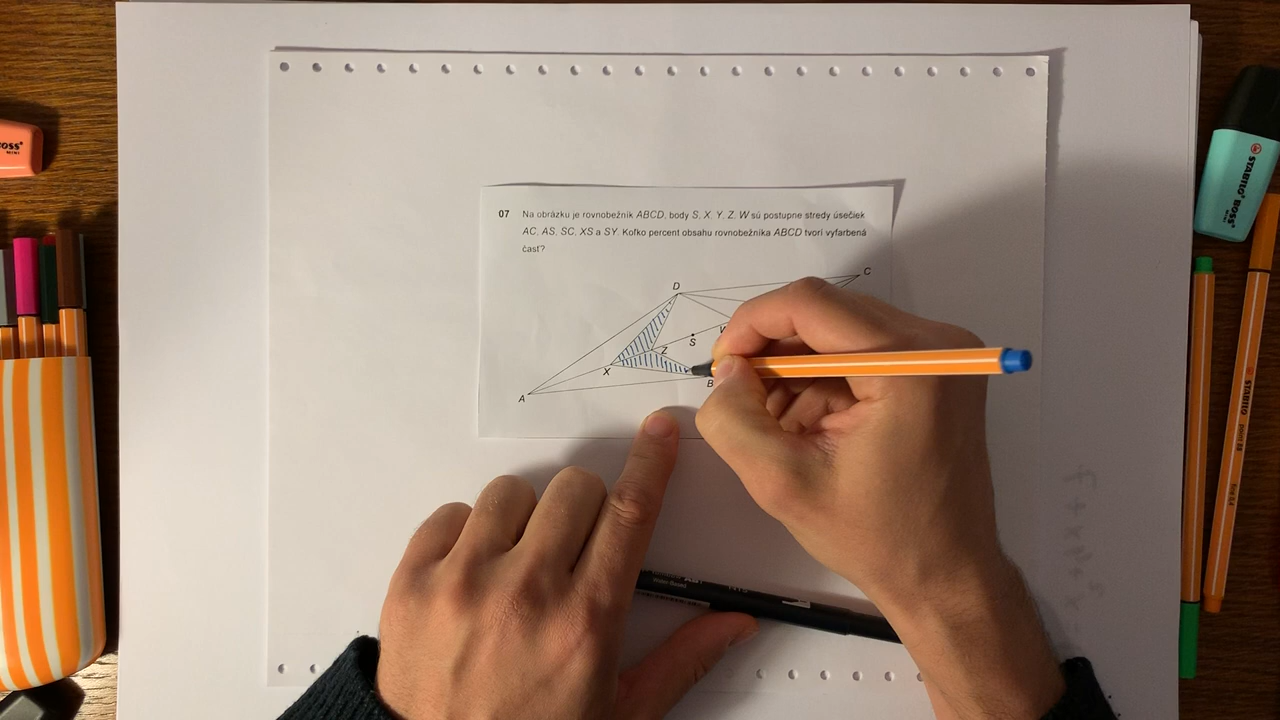 07 Na obrázku je rovnobežník ABCD, body S, X, Y, Z, W sú postupne stredy úsečiek
AC, AS, SC, XS a SY. Koľko percent obsahu rovnobežníka ABCD tvorí vyfarbená
časť?
D
C
S
Z
X
B
A
BOSS
STABILO BOSS
STABILO